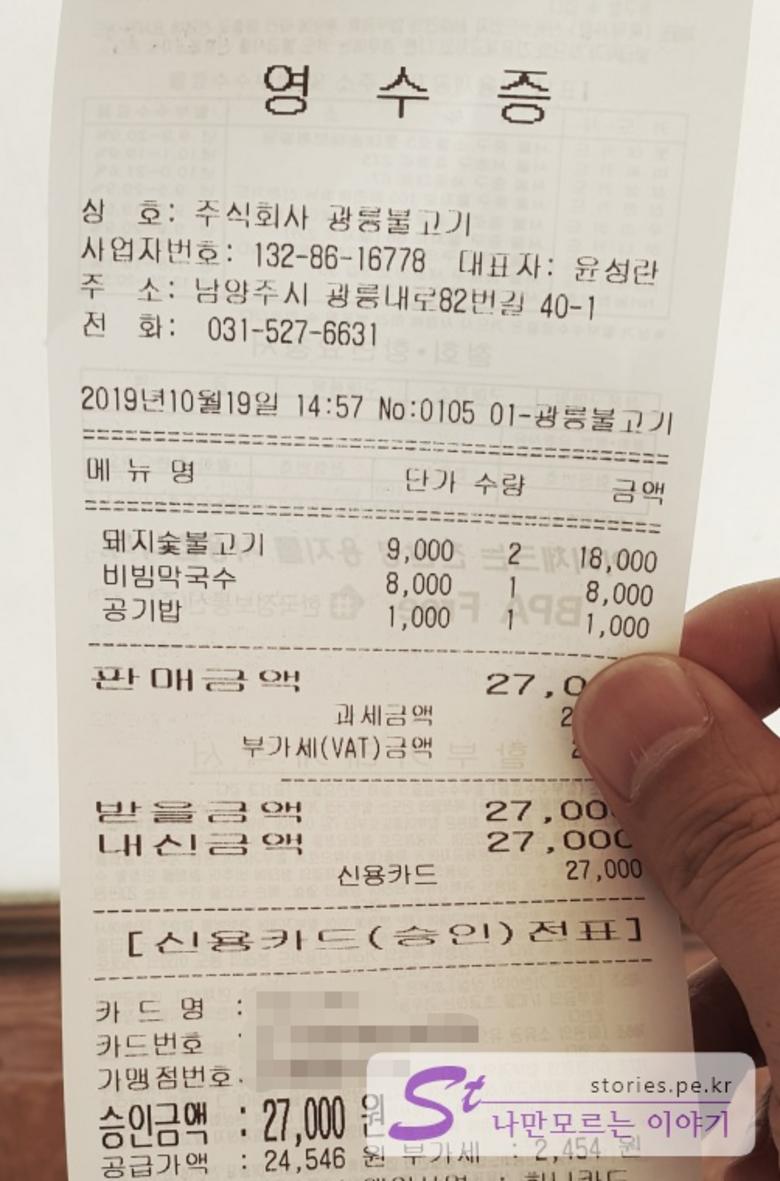 영 수 증
상 호: 주식회사 광릉불고기
사업자번호: 132-86-16778 대표자: 윤성란
주 소: 남양주시 광릉내로82번길 40-1
전 화: 031-527-6631
2019년10월19일 14:57 No:0105 01-광릉불고기
메 뉴 명 단가 수량 금액
돼지숯불고기 9,000 2 18,000
비빔막국수 8,000 1 8,000
공기밥 1,000 1 1,000
판매금액
과세금액
부가세(VAT)금액
받을금액 27,000
내신금액 27,000
신용카드 27,000
[신용카드(승인)전표]
카 드 명 :
카드번호 :
가맹점번호:
승인금액 : 27,000 원
공급가액 : 24,546 원 부가세 : 2,454 원
St stories.pe.kr
나만모르는 이야기